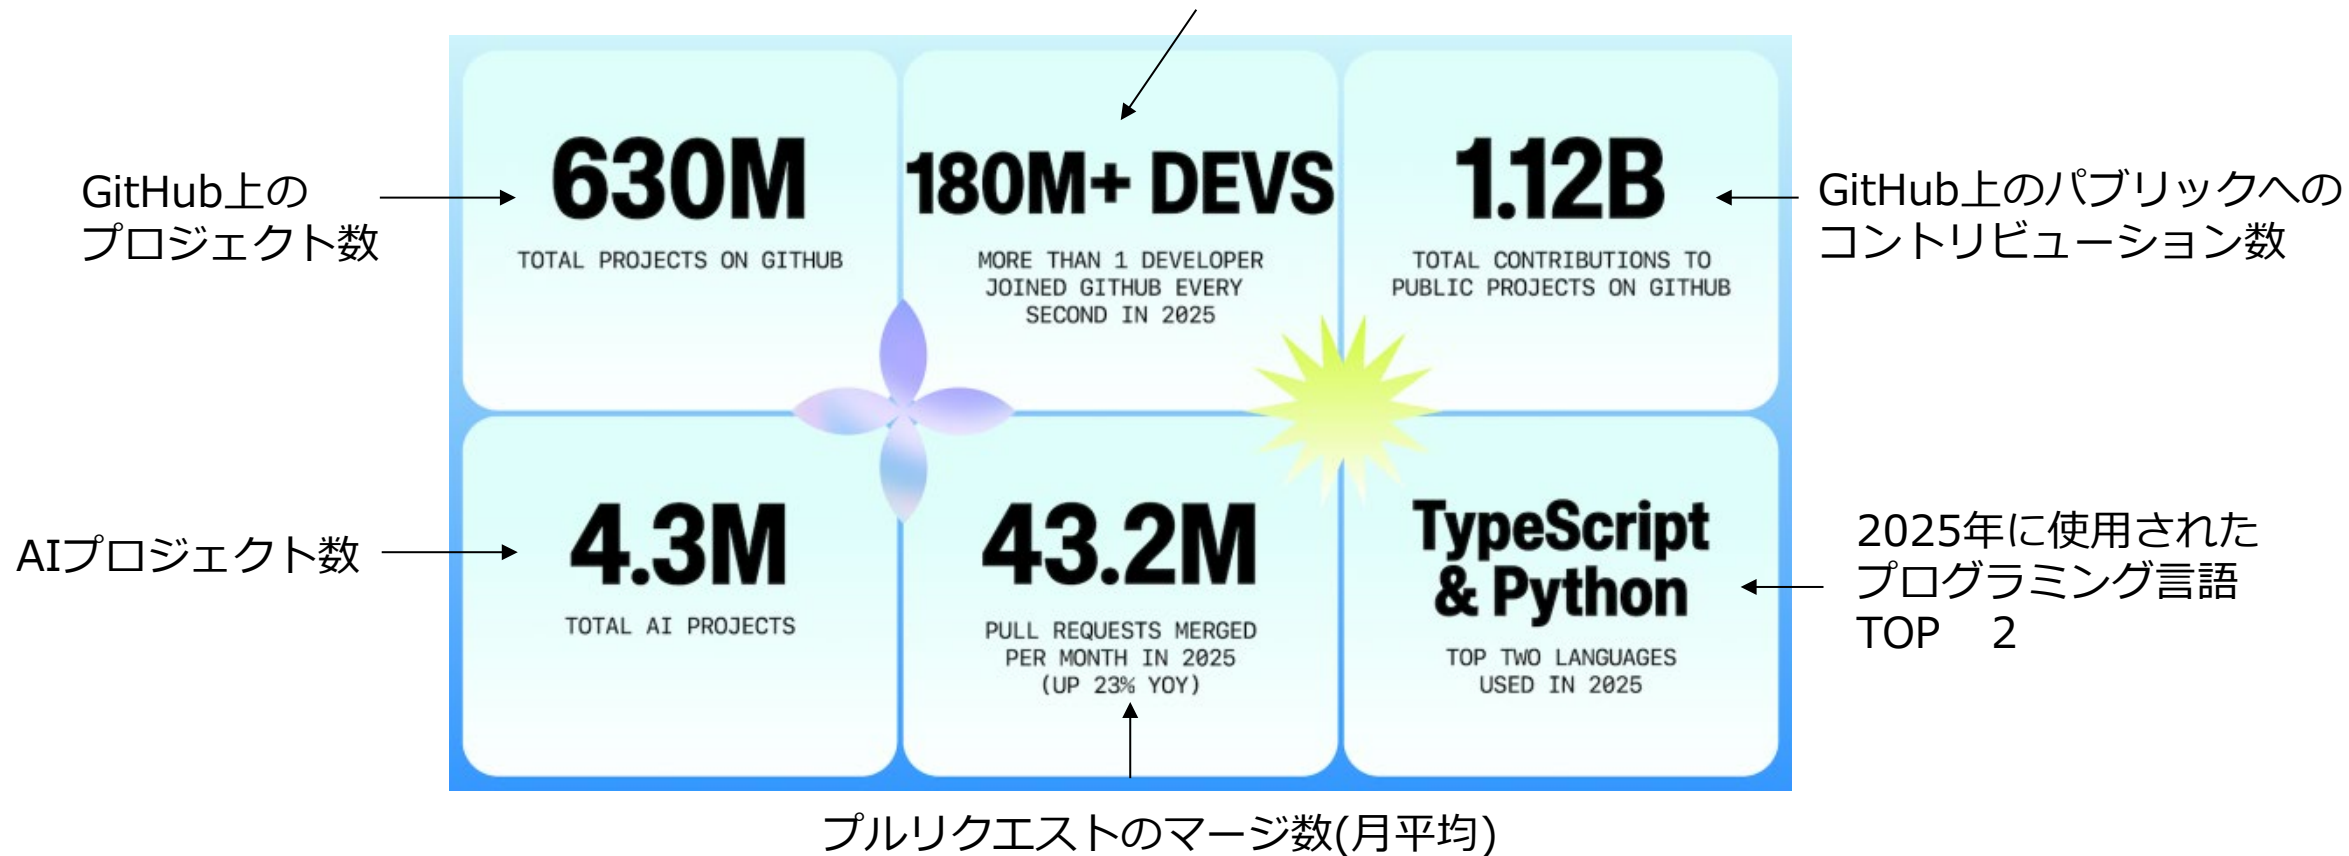 GitHub上の
プロジェクト数
630M
TOTAL PROJECTS ON GITHUB
180M+ DEVS
MORE THAN 1 DEVELOPER
JOINED GITHUB EVERY
SECOND IN 2025
1.12B
TOTAL CONTRIBUTIONS TO
PUBLIC PROJECTS ON GITHUB
GitHub上のパブリックへの
コントリビューション数
AIプロジェクト数
4.3M
TOTAL AI PROJECTS
43.2M
PULL REQUESTS MERGED
PER MONTH IN 2025
(UP 23% YOY)
TypeScript
& Python
TOP TWO LANGUAGES
USED IN 2025
2025年に使用された
プログラミング言語
TOP　2
プルリクエストのマージ数(月平均)